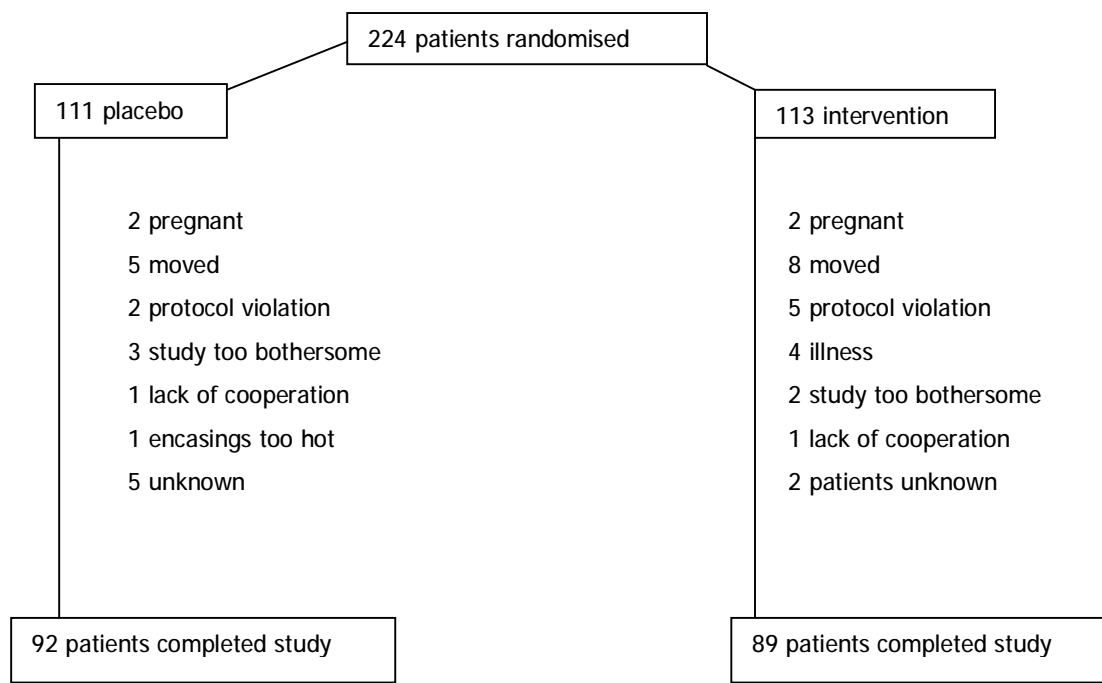 224 patients randomised
111 placebo
113 intervention
2 pregnant
5 moved
2 protocol violation
3 study too bothersome
1 lack of cooperation
1 encasings too hot
5 unknown
2 pregnant
8 moved
5 protocol violation
4 illness
2 study too bothersome
1 lack of cooperation
2 patients unknown
92 patients completed study
89 patients completed study